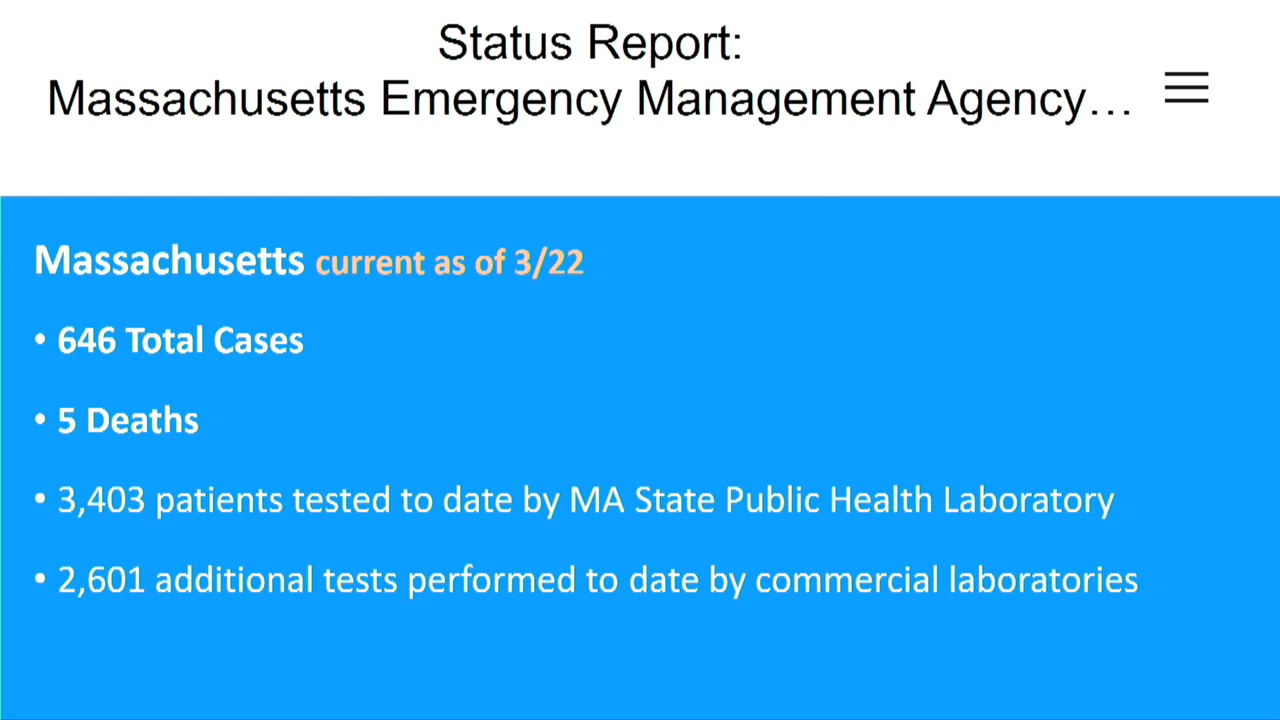 Status Report:
Massachusetts Emergency Management Agency…
Massachusetts current as of 3/22
• 646 Total Cases
• 5 Deaths
• 3,403 patients tested to date by MA State Public Health Laboratory
• 2,601 additional tests performed to date by commercial laboratories